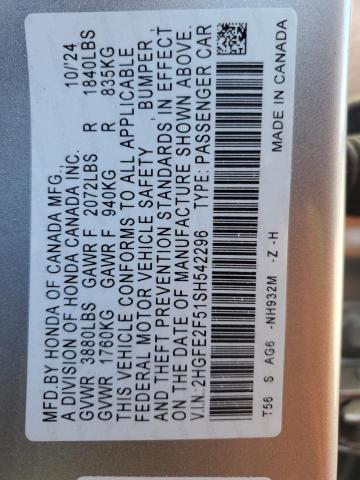 MFD.BY HONDA OF CANADA MFG., 10/'24
A DIVISION OF HONDA CANADA INC.
GVWR 3880LBS GAWR F 2072LBS R 1840LBS
GVWR 1760KG GAWR F 940KG R 835KG
THIS VEHICLE CONFORMS TO ALL APPLICABLE
FEDERAL MOTOR VEHICLE SAFETY, BUMPER,
AND THEFT PREVENTION STANDARDS IN EFFECT
ON THE DATE OF MANUFACTURE SHOWN ABOVE.
V.I.N.:2HGFE2F51SH542296 TYPE: PASSENGER CAR
T56 S AG6 -NH932M -Z -H MADE IN CANADA